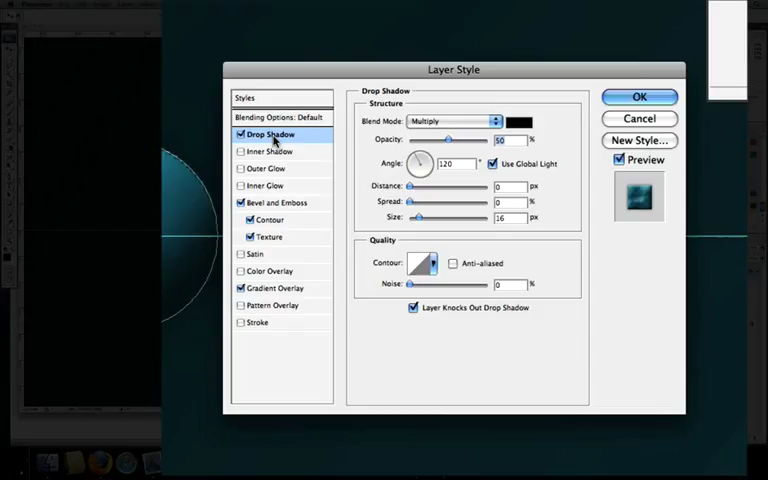 Layer Style
Styles
Blending Options: Default
Drop Shadow
Inner Shadow
Outer Glow
Inner Glow
Bevel and Emboss
Contour
Texture
Satin
Color Overlay
Gradient Overlay
Pattern Overlay
Stroke
Drop Shadow
Structure
Blend Mode: Multiply
Opacity: 50 %
Angle: 120 °
Use Global Light
Distance: 0 px
Spread: 0 %
Size: 16 px
Quality
Contour:
Anti-aliased
Noise: 0 %
Layer Knocks Out Drop Shadow
OK
Cancel
New Style...
Preview